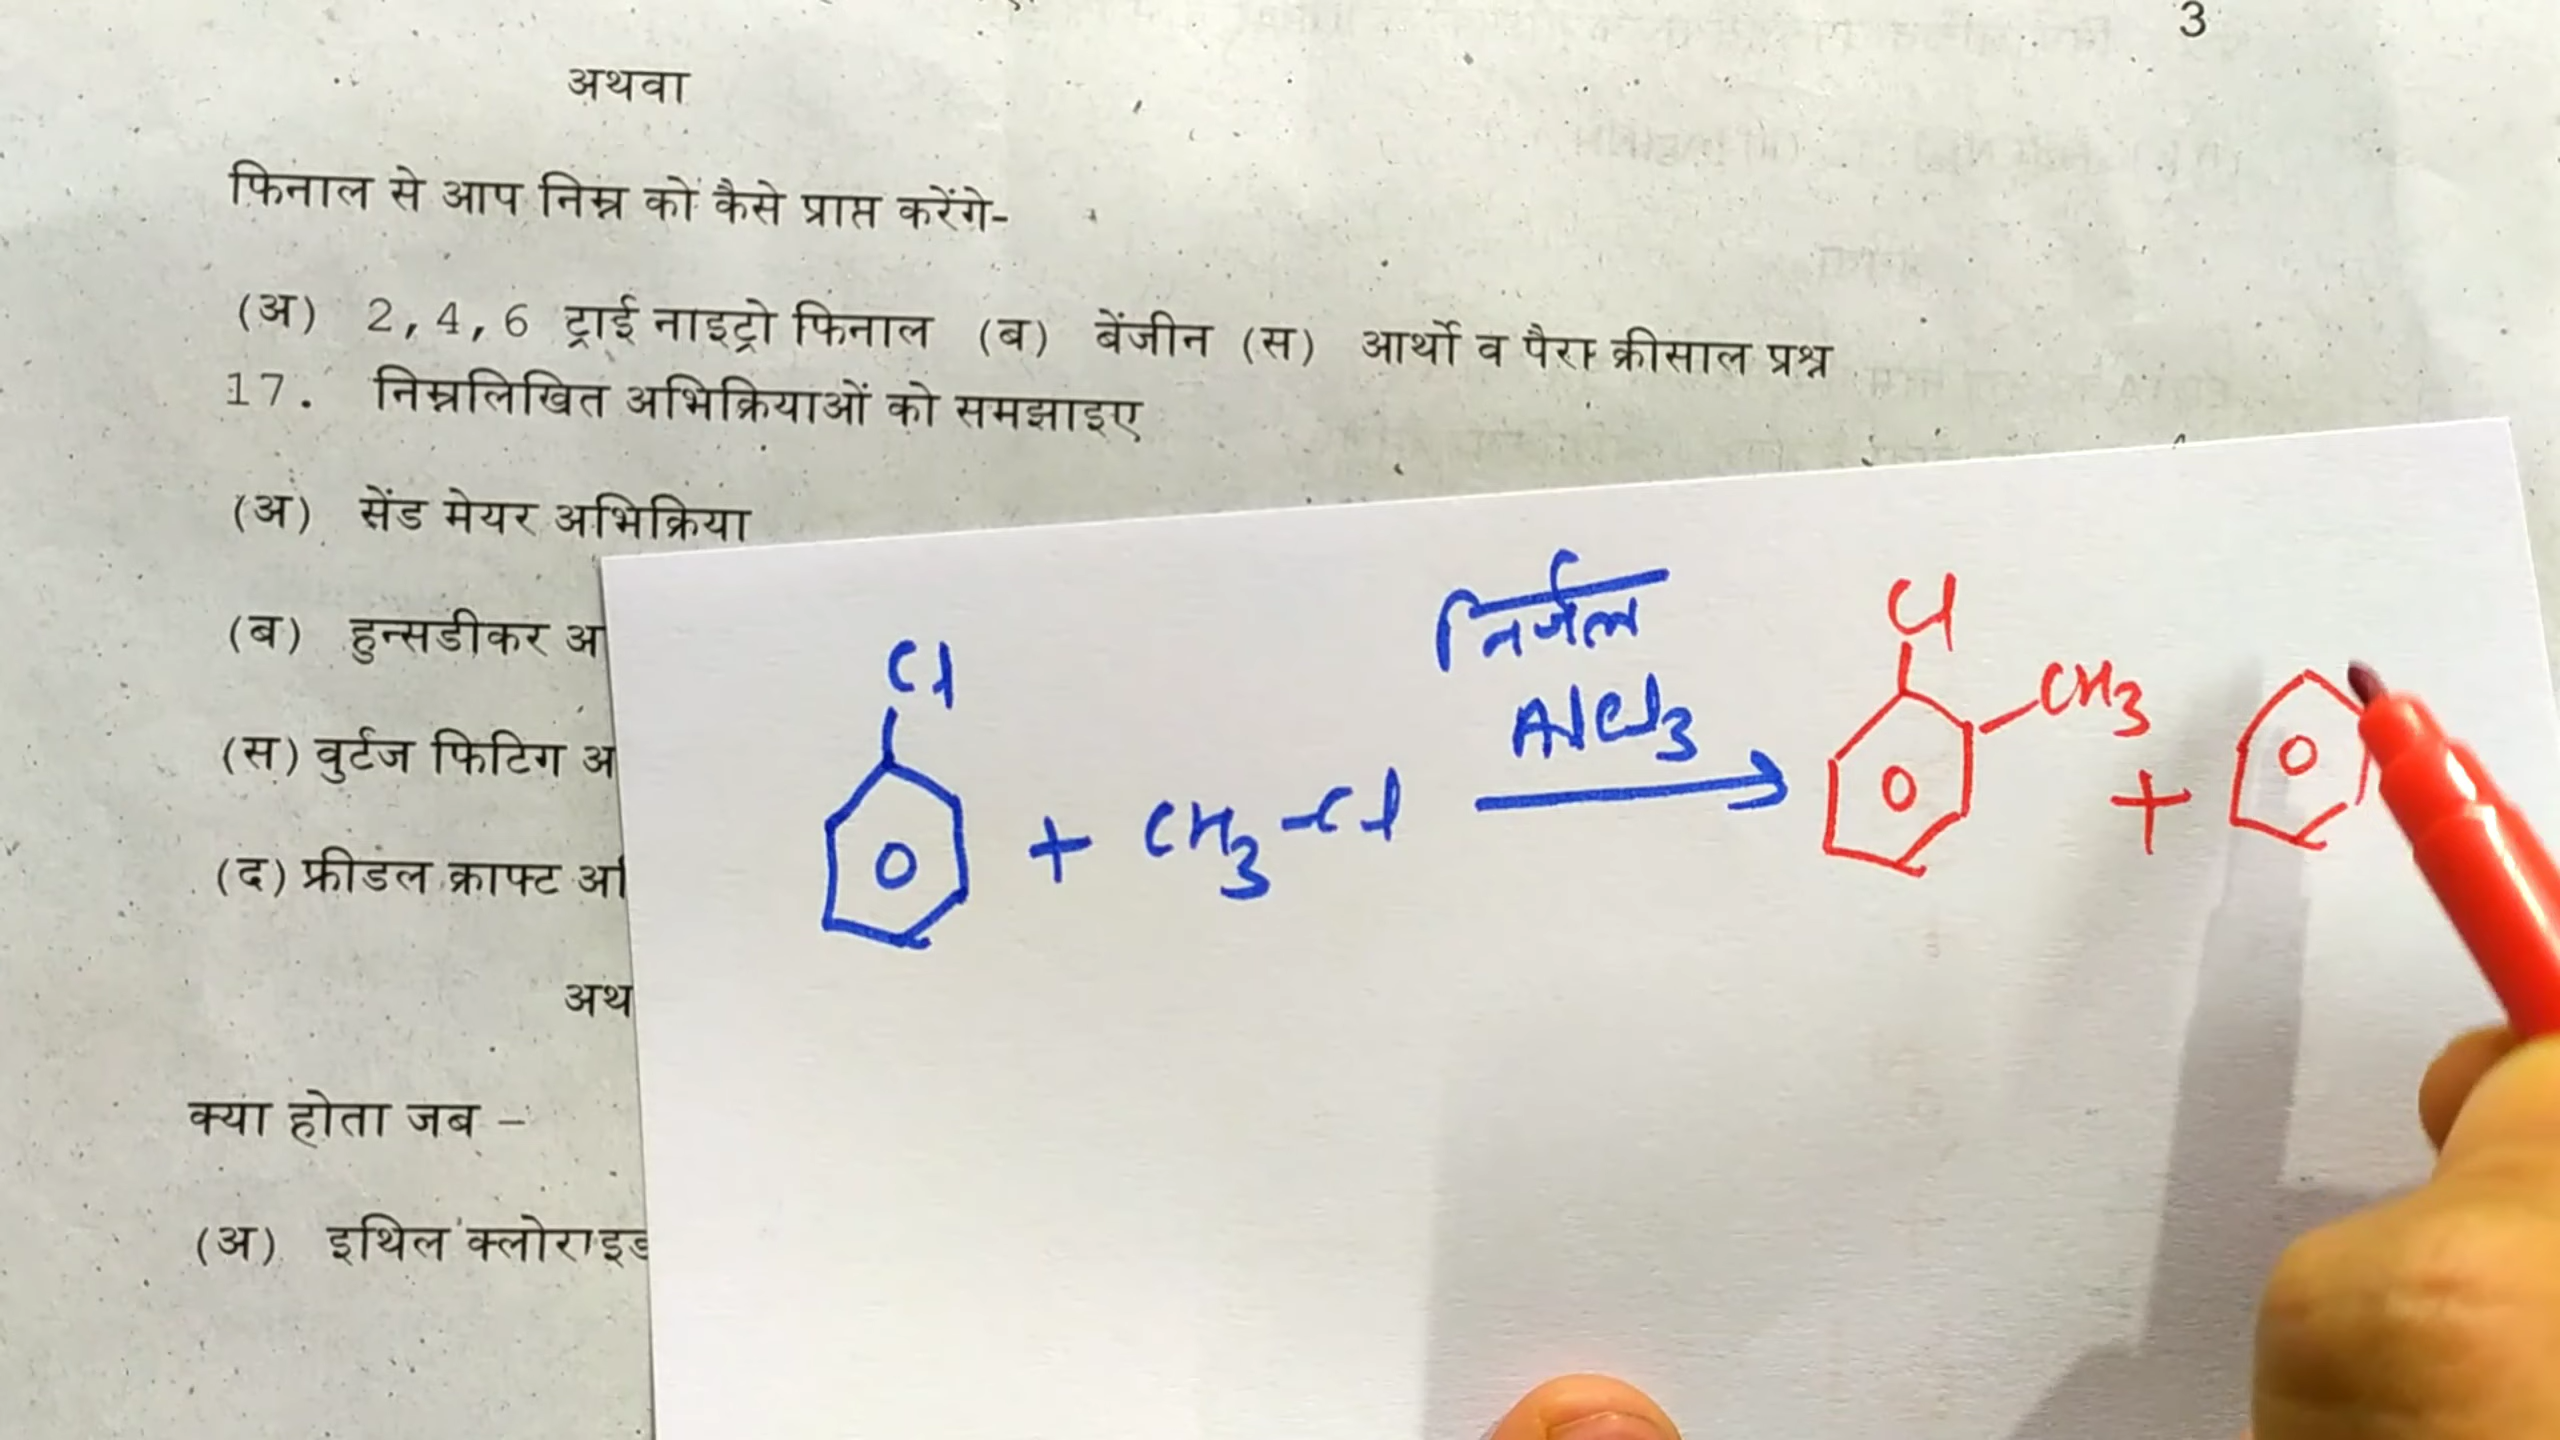 3
अथवा
फिनाल से आप निम्न को कैसे प्राप्त करेंगे-
(अ) 2,4,6 ट्राई नाइट्रो फिनाल (ब) बेंजीन (स) आर्थो व पैरा क्रीसाल प्रश्न
17. निम्नलिखित अभिक्रियाओं को समझाइए
(अ) सेंड मेयर अभिक्रिया
(ब) हुन्सडीकर अ
(स) वुर्टज फिटिग अ
(द) फ्रीडल क्राफ्ट अभि
अथ
क्या होता जब –
(अ) इथिल क्लोराइड
निर्जल
AlCl3
Cl
+ CH3-Cl
Cl
CH3
+